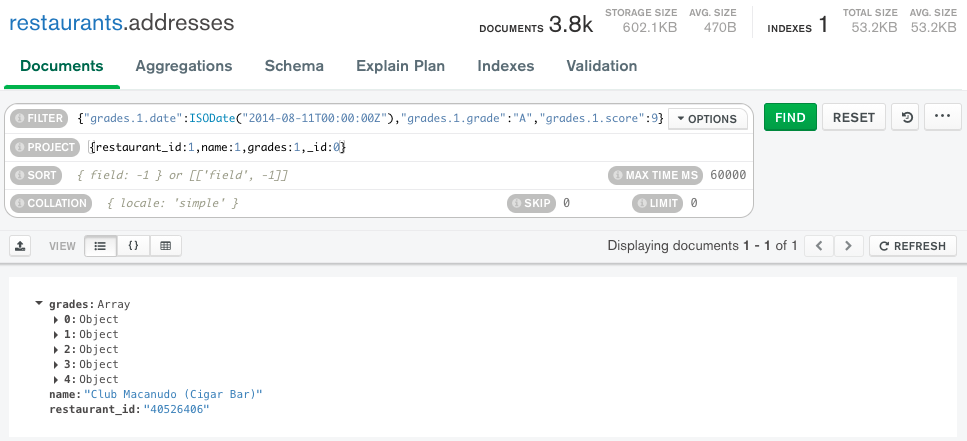 restaurants.addresses
DOCUMENTS 3.8k STORAGE SIZE 602.1KB AVG. SIZE 470B INDEXES 1 TOTAL SIZE 53.2KB AVG. SIZE 53.2KB
Documents Aggregations Schema Explain Plan Indexes Validation
FILTER {"grades.1.date":ISODate("2014-08-11T00:00:00Z"),"grades.1.grade":"A","grades.1.score":9} OPTIONS FIND RESET ...
PROJECT {restaurant_id:1,name:1,grades:1,_id:0}
SORT { field: -1 } or [['field', -1]] MAX TIME MS 60000
COLLATION { locale: 'simple' } SKIP 0 LIMIT 0
VIEW {} Displaying documents 1 - 1 of 1 < > REFRESH
grades: Array
0: Object
1: Object
2: Object
3: Object
4: Object
name: "Club Macanudo (Cigar Bar)"
restaurant_id: "40526406"